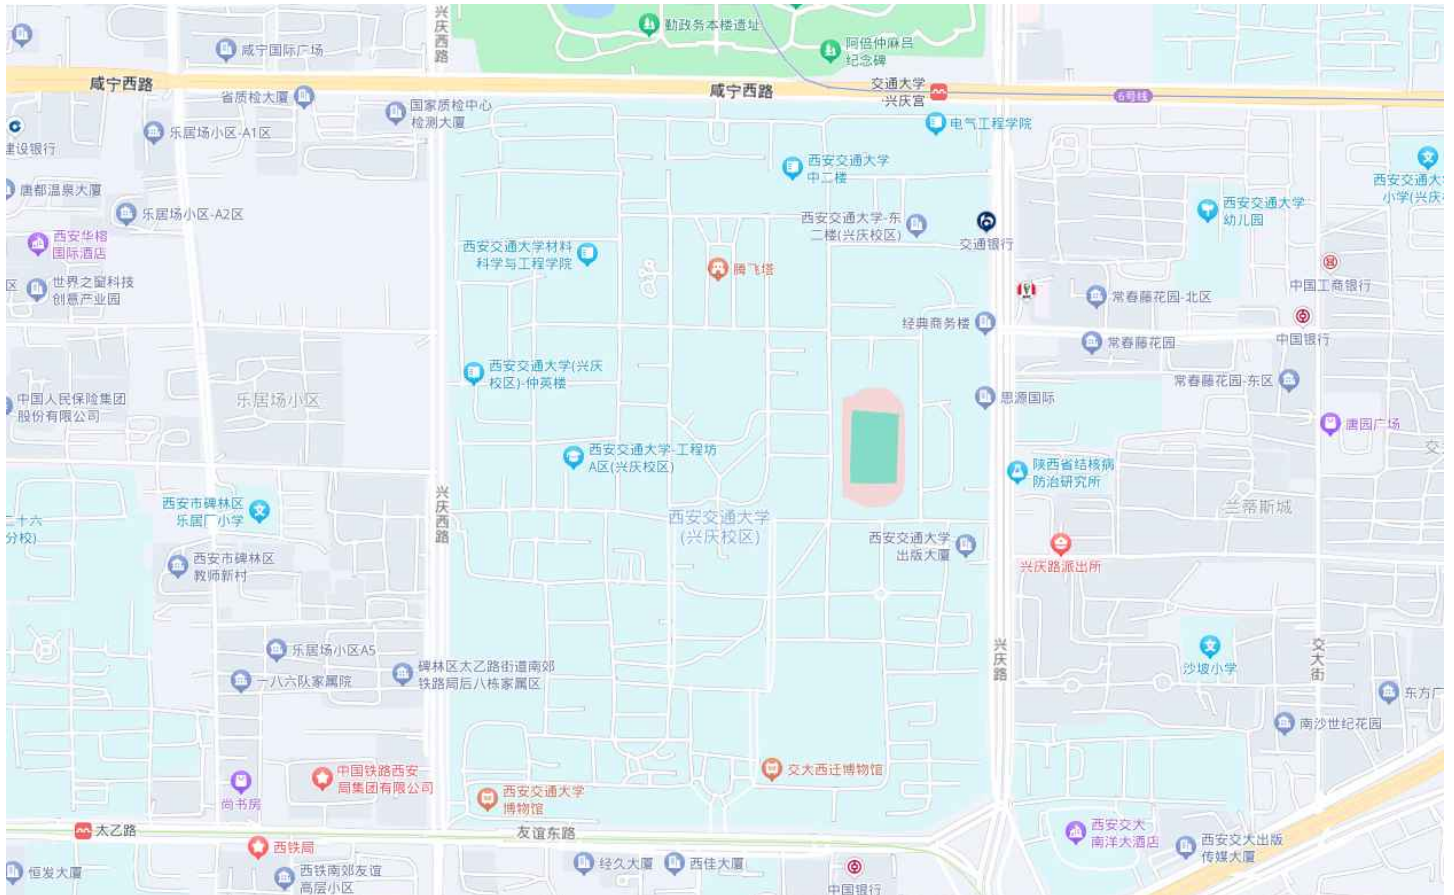 兴庆西路
勤政务本楼遗址
咸宁国际广场
阿倍仲麻吕
纪念碑
咸宁西路
咸宁西路
交通大学
·兴庆宫
6号线
省质检大厦
国家质检中心
检测大厦
电气工程学院
乐居场小区-A1区
建设银行
西安交通大学
中二楼
西安交通大学
小学(兴庆
唐都温泉大厦
乐居场小区-A2区
西安交通大学-东
二楼(兴庆校区)
西安交通大学
幼儿园
交通银行
西安华榕
国际酒店
西安交通大学材料
科学与工程学院
腾飞塔
世界之窗科技
创意产业园
区
中国工商银行
常春藤花园-北区
经典商务楼
常春藤花园
中国银行
西安交通大学(兴庆
校区)-仲英楼
常春藤花园-东区
中国人民保险集团
股份有限公司
乐居场小区
思源国际
唐园广场
西安交通大学-工程坊
A区(兴庆校区)
交
陕西省结核病
防治研究所
西安市碑林区
乐居厂小学
兴庆西路
西安交通大学
(兴庆校区)
兰蒂斯城
二十六
分校)
西安交通大学
出版大厦
西安市碑林区
教师新村
兴庆路派出所
乐居场小区A5
兴庆路
沙坡小学
交大街
一八六队家属院
碑林区太乙路街道南郊
铁路局后八栋家属区
东方厂
南沙世纪花园
中国铁路西安
局集团有限公司
交大西迁博物馆
尚书房
西安交通大学
博物馆
太乙路
友谊东路
西安交大
南洋大酒店
西安交大出版
传媒大厦
西铁局
恒发大厦
西铁南郊友谊
高层小区
经久大厦
西佳大厦
中国银行